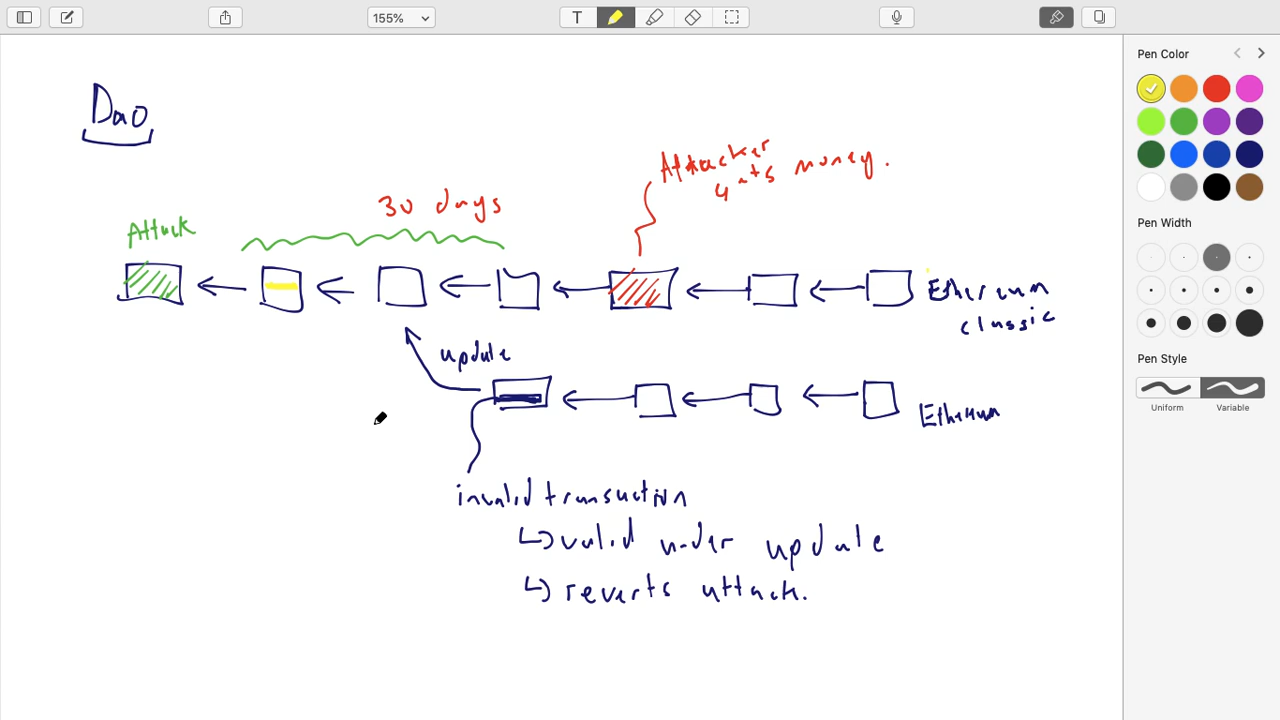 155%
Pen Color
Dao
Attacker
gets money.
30 days
Attack
Ethereum
classic
update
Pen Width
Pen Style
Uniform
Variable
Ethereum
invalid transaction
↳ valid under update
↳ reverts attack.